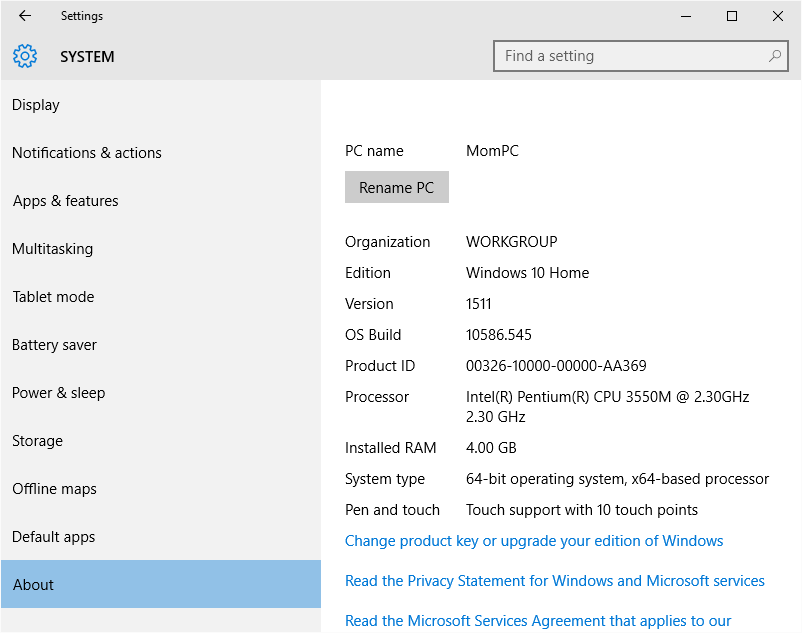 Settings
SYSTEM
Find a setting
Display
Notifications & actions
Apps & features
Multitasking
Tablet mode
Battery saver
Power & sleep
Storage
Offline maps
Default apps
About
PC name MomPC
Rename PC
Organization WORKGROUP
Edition Windows 10 Home
Version 1511
OS Build 10586.545
Product ID 00326-10000-00000-AA369
Processor Intel(R) Pentium(R) CPU 3550M @ 2.30GHz
2.30 GHz
Installed RAM 4.00 GB
System type 64-bit operating system, x64-based processor
Pen and touch Touch support with 10 touch points
Change product key or upgrade your edition of Windows
Read the Privacy Statement for Windows and Microsoft services
Read the Microsoft Services Agreement that applies to our